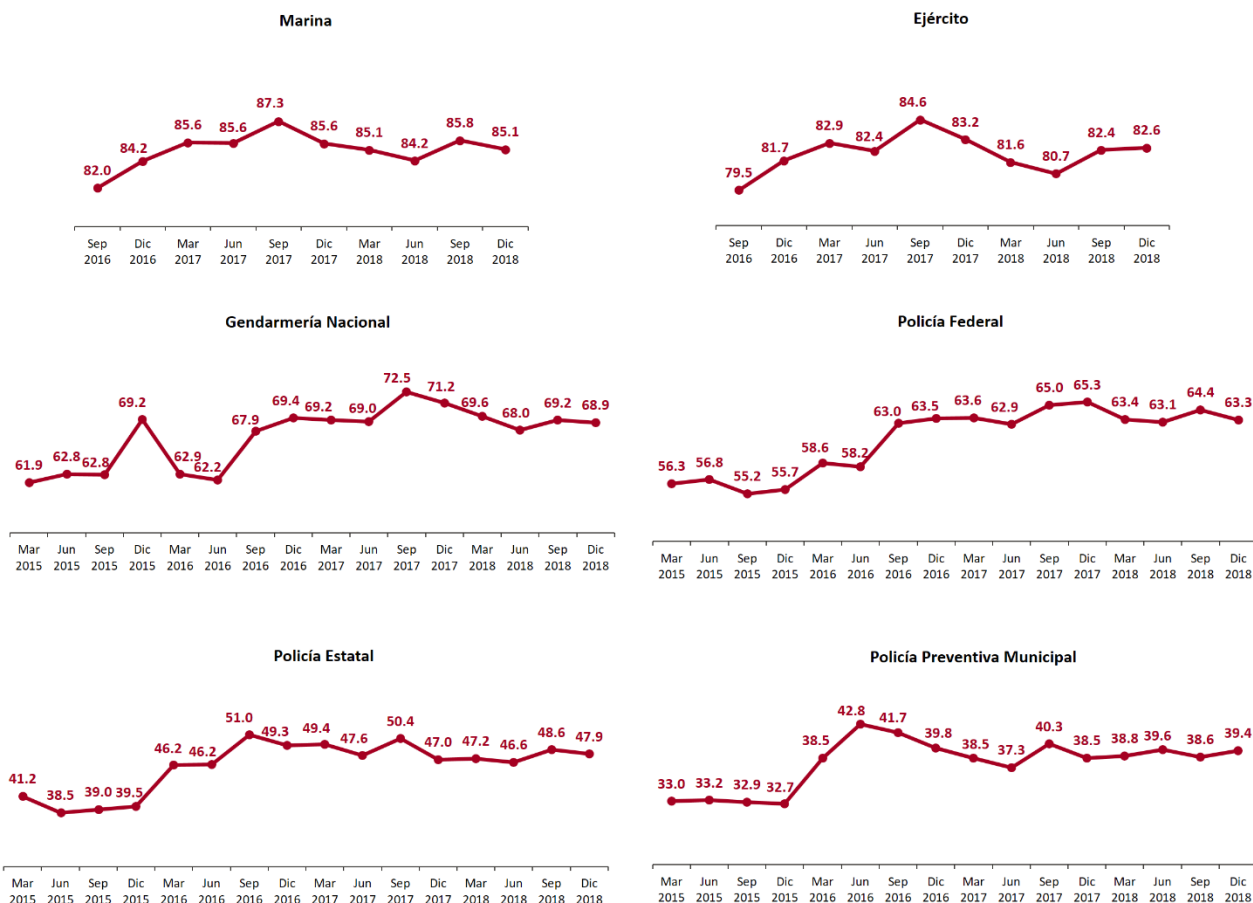 Marina
82.0 84.2 85.6 85.6 87.3 85.6 85.1 84.2 85.8 85.1
Sep Dic Mar Jun Sep Dic Mar Jun Sep Dic
2016 2016 2017 2017 2017 2017 2018 2018 2018 2018
Ejército
79.5 81.7 82.9 82.4 84.6 83.2 81.6 80.7 82.4 82.6
Sep Dic Mar Jun Sep Dic Mar Jun Sep Dic
2016 2016 2017 2017 2017 2017 2018 2018 2018 2018
Gendarmería Nacional
61.9 62.8 62.8 69.2 62.9 62.2 67.9 69.4 69.2 69.0 72.5 71.2 69.6 68.0 69.2 68.9
Mar Jun Sep Dic Mar Jun Sep Dic Mar Jun Sep Dic Mar Jun Sep Dic
2015 2015 2015 2015 2016 2016 2016 2016 2017 2017 2017 2017 2018 2018 2018 2018
Policía Federal
56.3 56.8 55.2 55.7 58.6 58.2 63.0 63.5 63.6 62.9 65.0 65.3 63.4 63.1 64.4 63.3
Mar Jun Sep Dic Mar Jun Sep Dic Mar Jun Sep Dic Mar Jun Sep Dic
2015 2015 2015 2015 2016 2016 2016 2016 2017 2017 2017 2017 2018 2018 2018 2018
Policía Estatal
41.2 38.5 39.0 39.5 46.2 46.2 51.0 49.3 49.4 47.6 50.4 47.0 47.2 46.6 48.6 47.9
Mar Jun Sep Dic Mar Jun Sep Dic Mar Jun Sep Dic Mar Jun Sep Dic
2015 2015 2015 2015 2016 2016 2016 2016 2017 2017 2017 2017 2018 2018 2018 2018
Policía Preventiva Municipal
33.0 33.2 32.9 32.7 38.5 42.8 41.7 39.8 38.5 37.3 40.3 38.5 38.8 39.6 38.6 39.4
Mar Jun Sep Dic Mar Jun Sep Dic Mar Jun Sep Dic Mar Jun Sep Dic
2015 2015 2015 2015 2016 2016 2016 2016 2017 2017 2017 2017 2018 2018 2018 2018